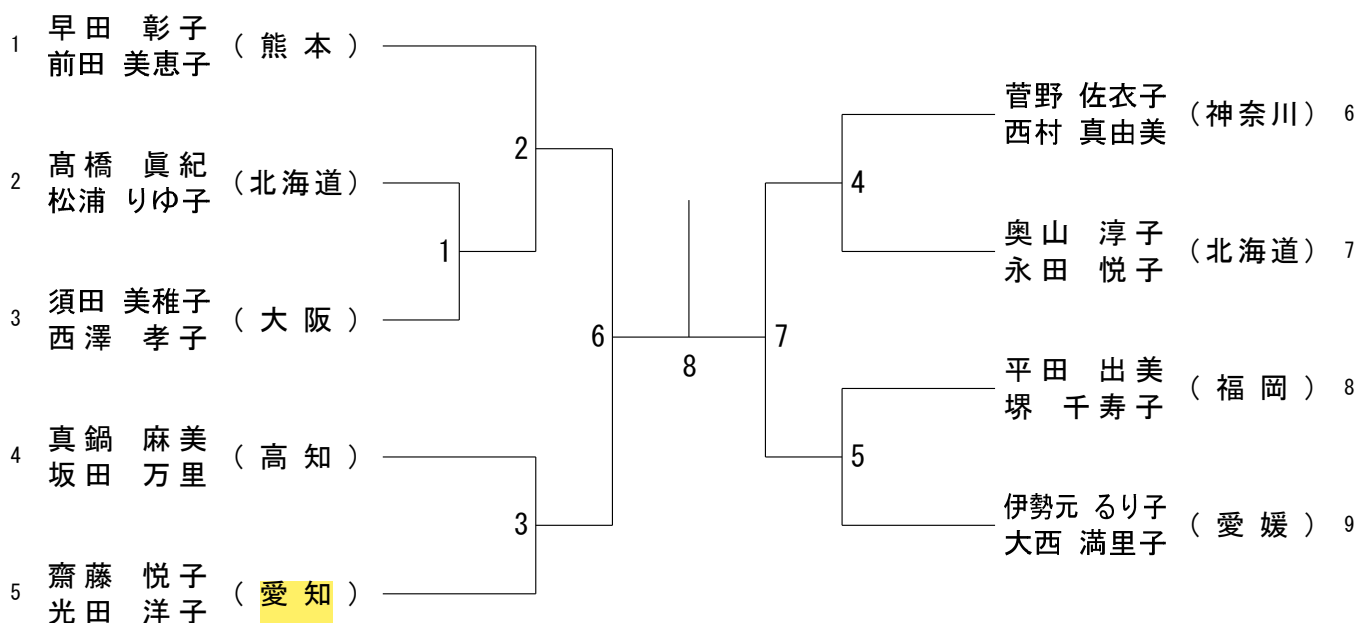 1 早田 彰子 (熊本)
前田 美恵子
2 髙橋 眞紀 (北海道)
松浦 りゆ子
3 須田 美稚子 (大阪)
西澤 孝子
4 真鍋 麻美 (高知)
坂田 万里
5 齋藤 悦子 (愛知)
光田 洋子
2
1
6
3
8
菅野 佐衣子 (神奈川) 6
西村 真由美
奥山 淳子 (北海道) 7
永田 悦子
平田 出美 (福岡) 8
堺 千寿子
伊勢元 るり子 (愛媛) 9
大西 満里子
4
7
5